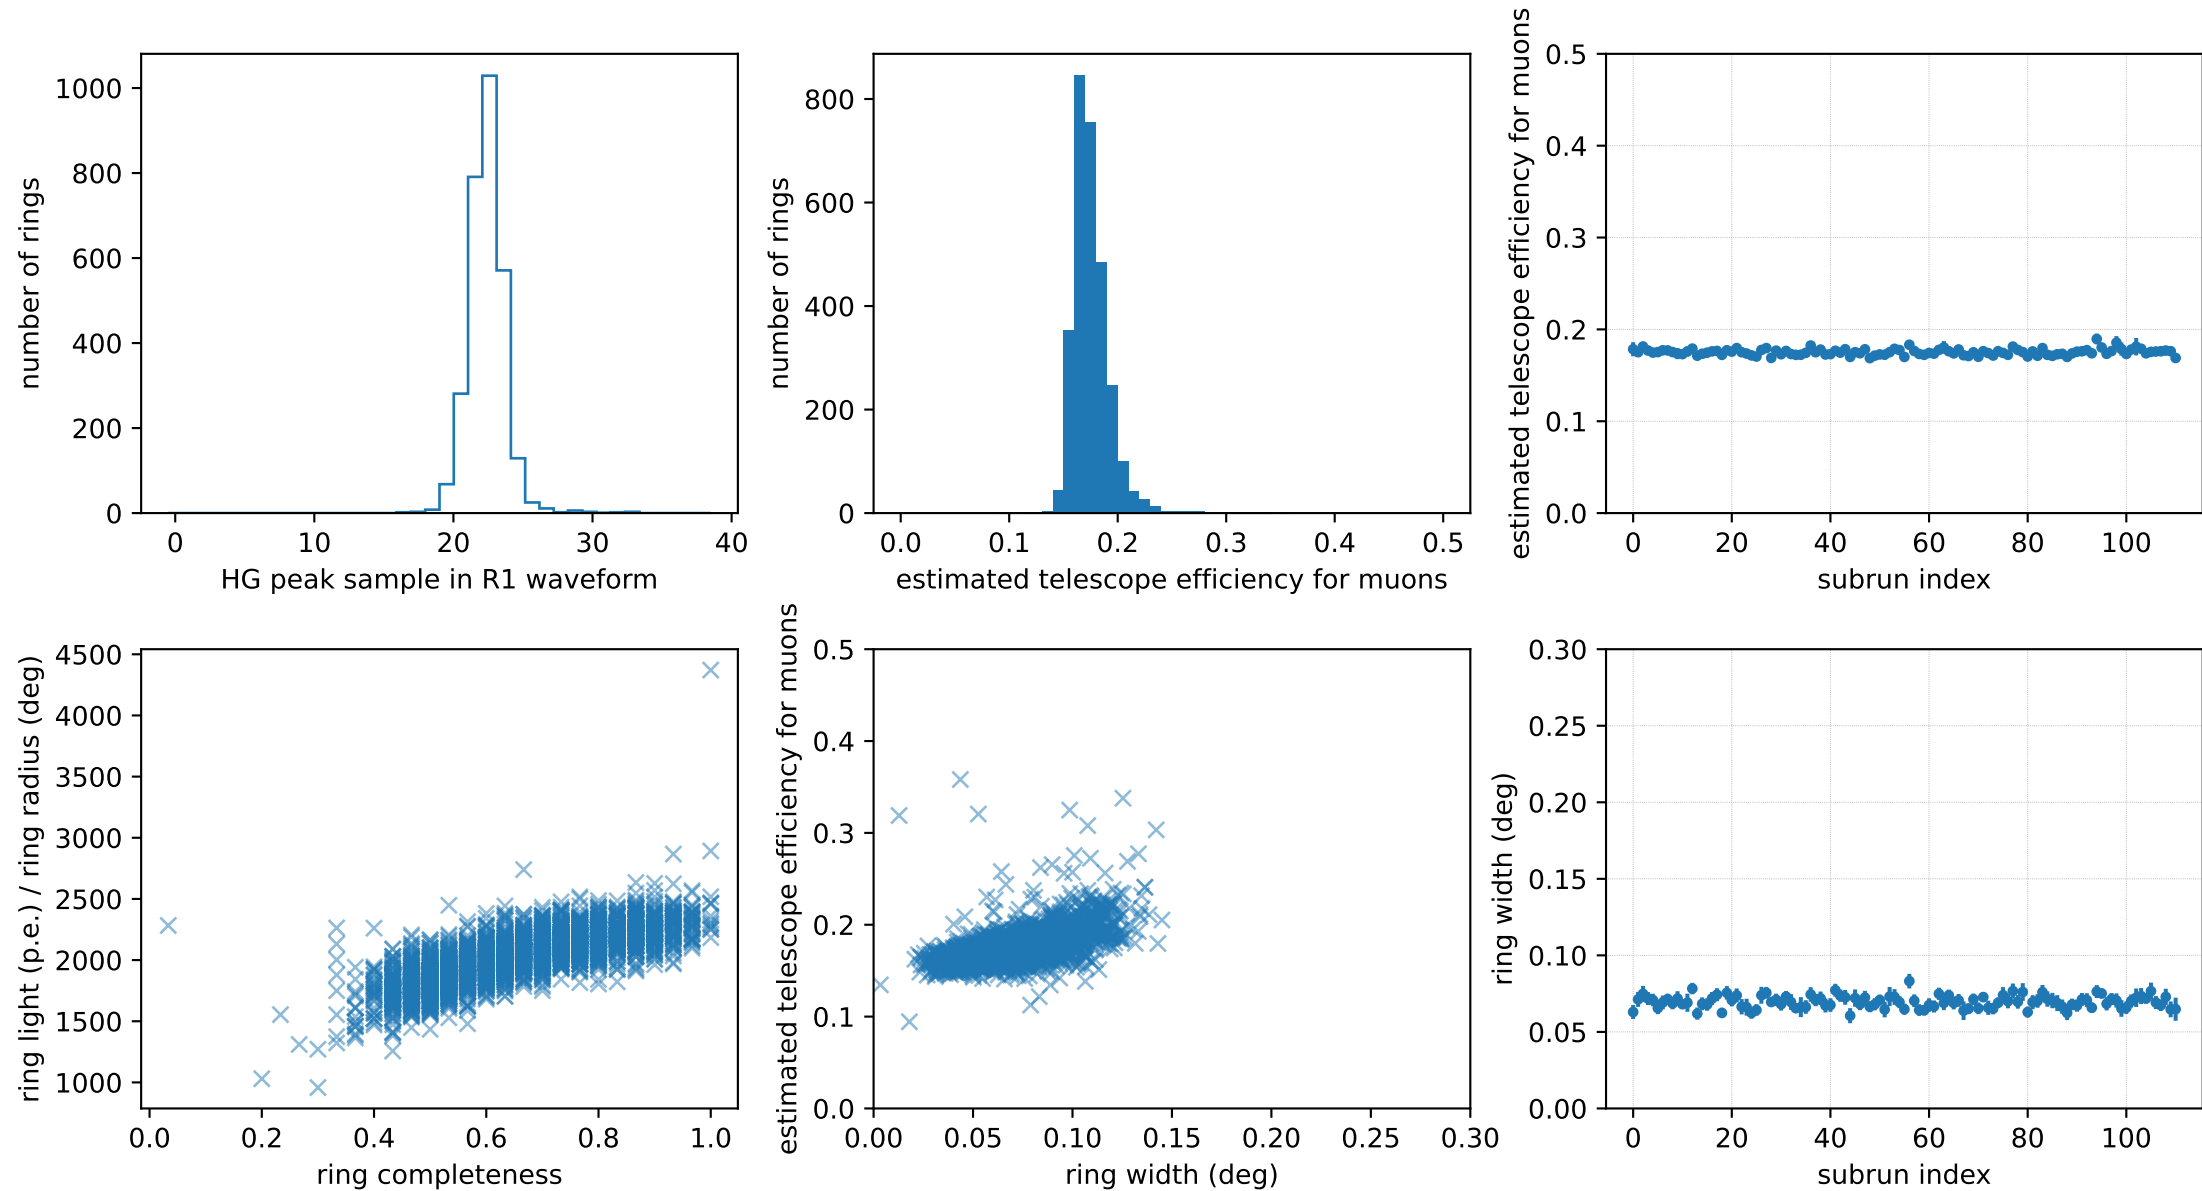 number of rings
1000
800
600
400
200
0
0 10 20 30 40
HG peak sample in R1 waveform
number of rings
800
600
400
200
0
0.0 0.1 0.2 0.3 0.4 0.5
estimated telescope efficiency for muons
estimated telescope efficiency for muons
0.5
0.4
0.3
0.2
0.1
0.0
0 20 40 60 80 100
subrun index
ring light (p.e.) / ring radius (deg)
4500
4000
3500
3000
2500
2000
1500
1000
0.0 0.2 0.4 0.6 0.8 1.0
ring completeness
estimated telescope efficiency for muons
0.5
0.4
0.3
0.2
0.1
0.0
0.00 0.05 0.10 0.15 0.20 0.25 0.30
ring width (deg)
ring width (deg)
0.30
0.25
0.20
0.15
0.10
0.05
0.00
0 20 40 60 80 100
subrun index